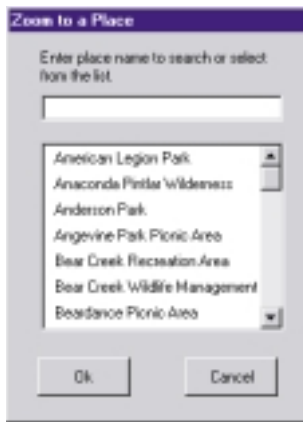 Zoom to a Place
Enter place name to search or select
from the list.
American Legion Park
Anaconda Pintlar Wilderness
Anderson Park
Angevine Park Picnic Area
Bear Creek Recreation Area
Bear Creek Wildlife Management
Beardance Picnic Area
Ok
Cancel